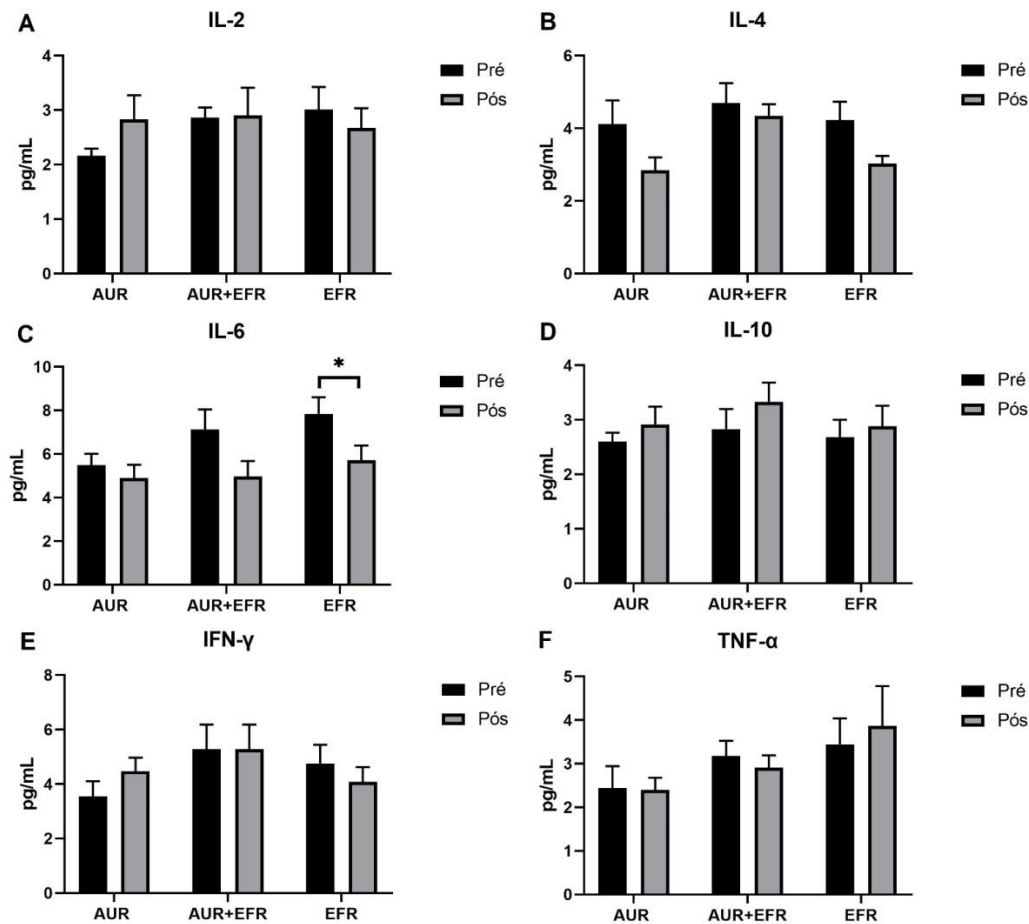 A
IL-2
4
3
2
1
0
pg/mL
AUR
AUR+EFR
EFR
Pré
Pós
B
IL-4
6
4
2
0
pg/mL
AUR
AUR+EFR
EFR
Pré
Pós
C
IL-6
10
8
6
4
2
0
pg/mL
*
AUR
AUR+EFR
EFR
Pré
Pós
D
IL-10
4
3
2
1
0
pg/mL
AUR
AUR+EFR
EFR
Pré
Pós
E
IFN-γ
8
6
4
2
0
pg/mL
AUR
AUR+EFR
EFR
Pré
Pós
F
TNF-α
5
4
3
2
1
0
pg/mL
AUR
AUR+EFR
EFR
Pré
Pós